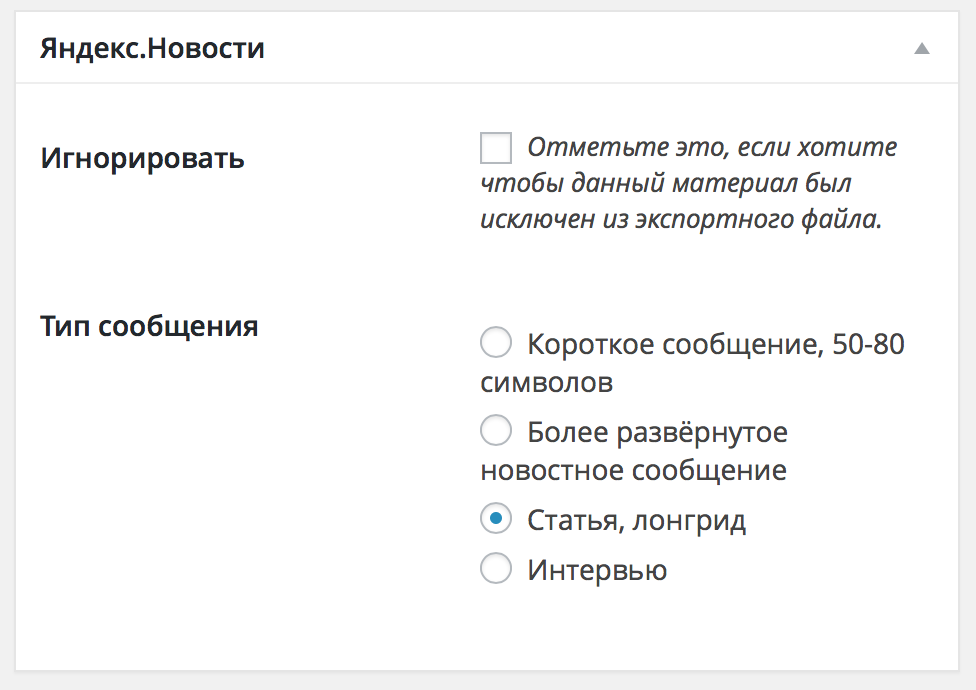 Яндекс.Новости
Игнорировать
Отметьте это, если хотите
чтобы данный материал был
исключен из экспортного файла.
Тип сообщения
Короткое сообщение, 50-80
символов
Более развёрнутое
новостное сообщение
Статья, лонгрид
Интервью